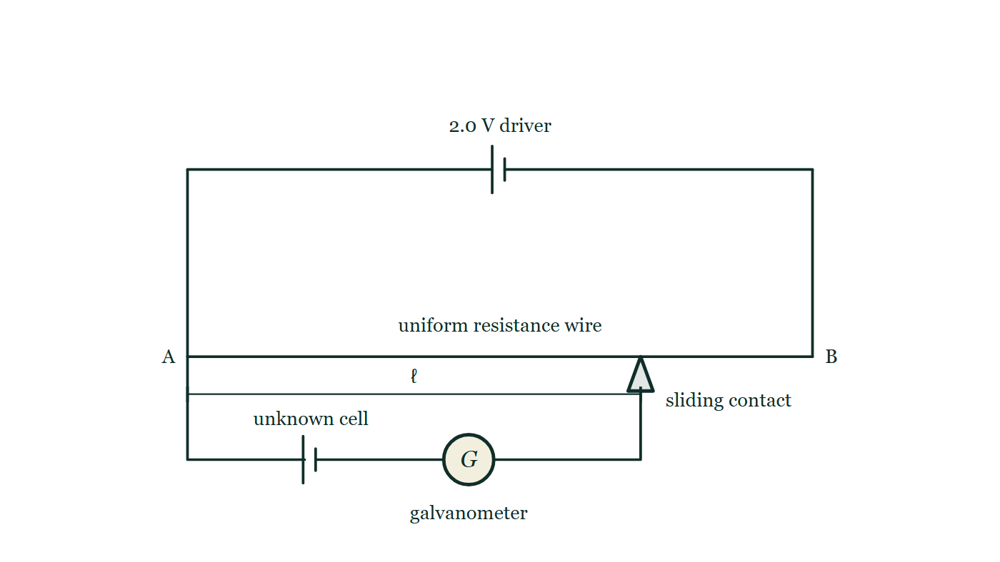 2.0 V driver
uniform resistance wire
A
B
ℓ
sliding contact
unknown cell
G
galvanometer